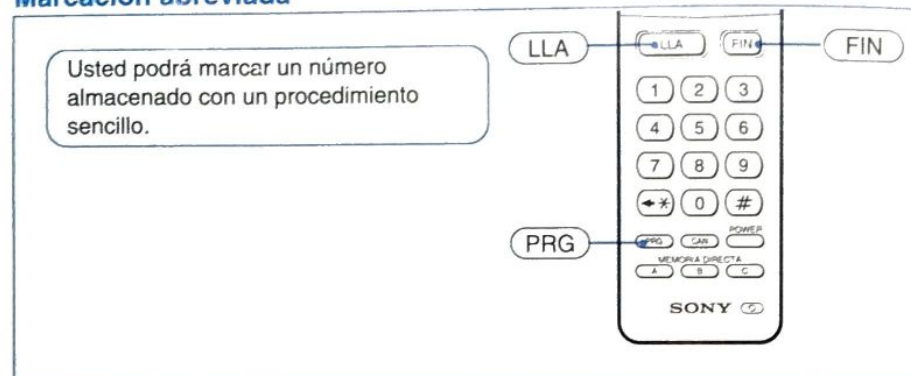 Marcación abreviada
Usted podrá marcar un número
almacenado con un procedimiento
sencillo.
LLA
LLA
FIN
FIN
1 2 3
4 5 6
7 8 9
←* 0 #
PRG
PRG CAN POWER
MEMORIA DIRECTA
A B C
SONY